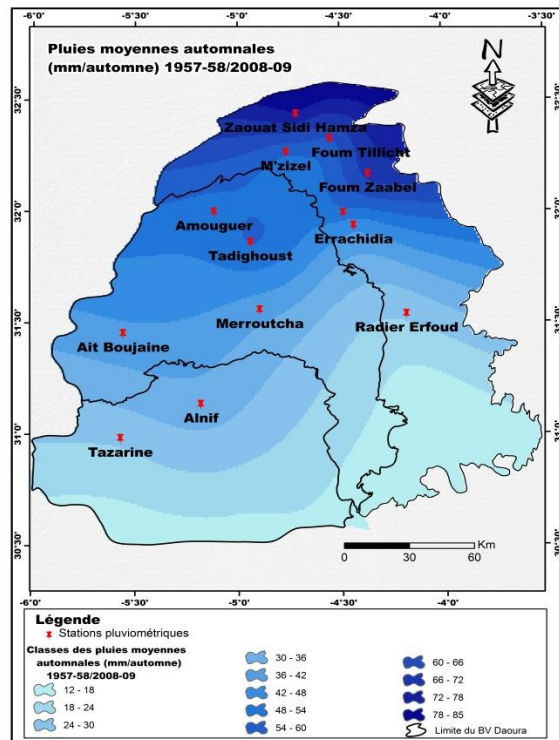 -6°0'
-5°30'
-5°0'
-4°30'
-4°0'
-3°30'
Pluies moyennes automnales
(mm/automne) 1957-58/2008-09
N
32°30'
32°30'
Zaouat Sidi Hamza
Foum Tillicht
M'zizel
Foum Zaabel
32°0'
32°0'
Amouguer
Errachidia
Tadighoust
Merroutcha
Radier Erfoud
31°30'
31°30'
Ait Boujaine
Alnif
31°0'
31°0'
Tazarine
30°30'
30°30'
Km
0
30
60
-6°0'
-5°30'
-5°0'
-4°30'
-4°0'
Légende
Stations pluviométriques
Classes des pluies moyennes
automnales (mm/automne)
1957-58/2008-09
12 - 18
18 - 24
24 - 30
30 - 36
36 - 42
42 - 48
48 - 54
54 - 60
60 - 66
66 - 72
72 - 78
78 - 85
Limite du BV Daoura